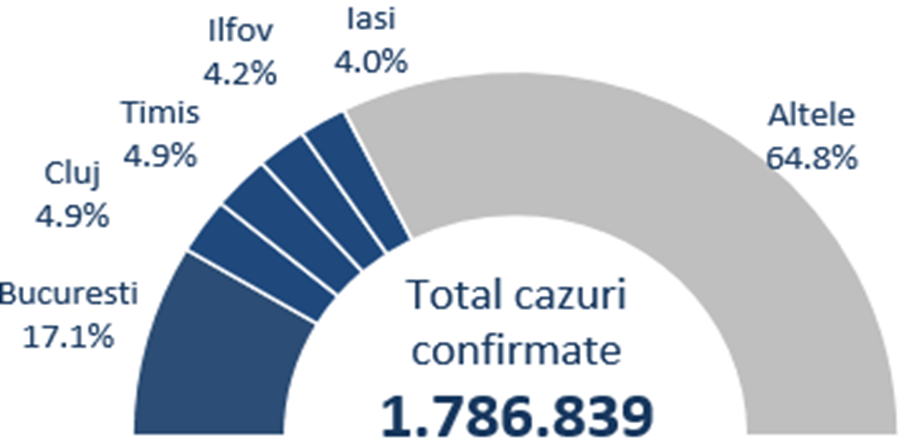 Iasi
4.0%
Ilfov
4.2%
Timis
4.9%
Cluj
4.9%
Bucuresti
17.1%
Altele
64.8%
Total cazuri
confirmate
1.786.839